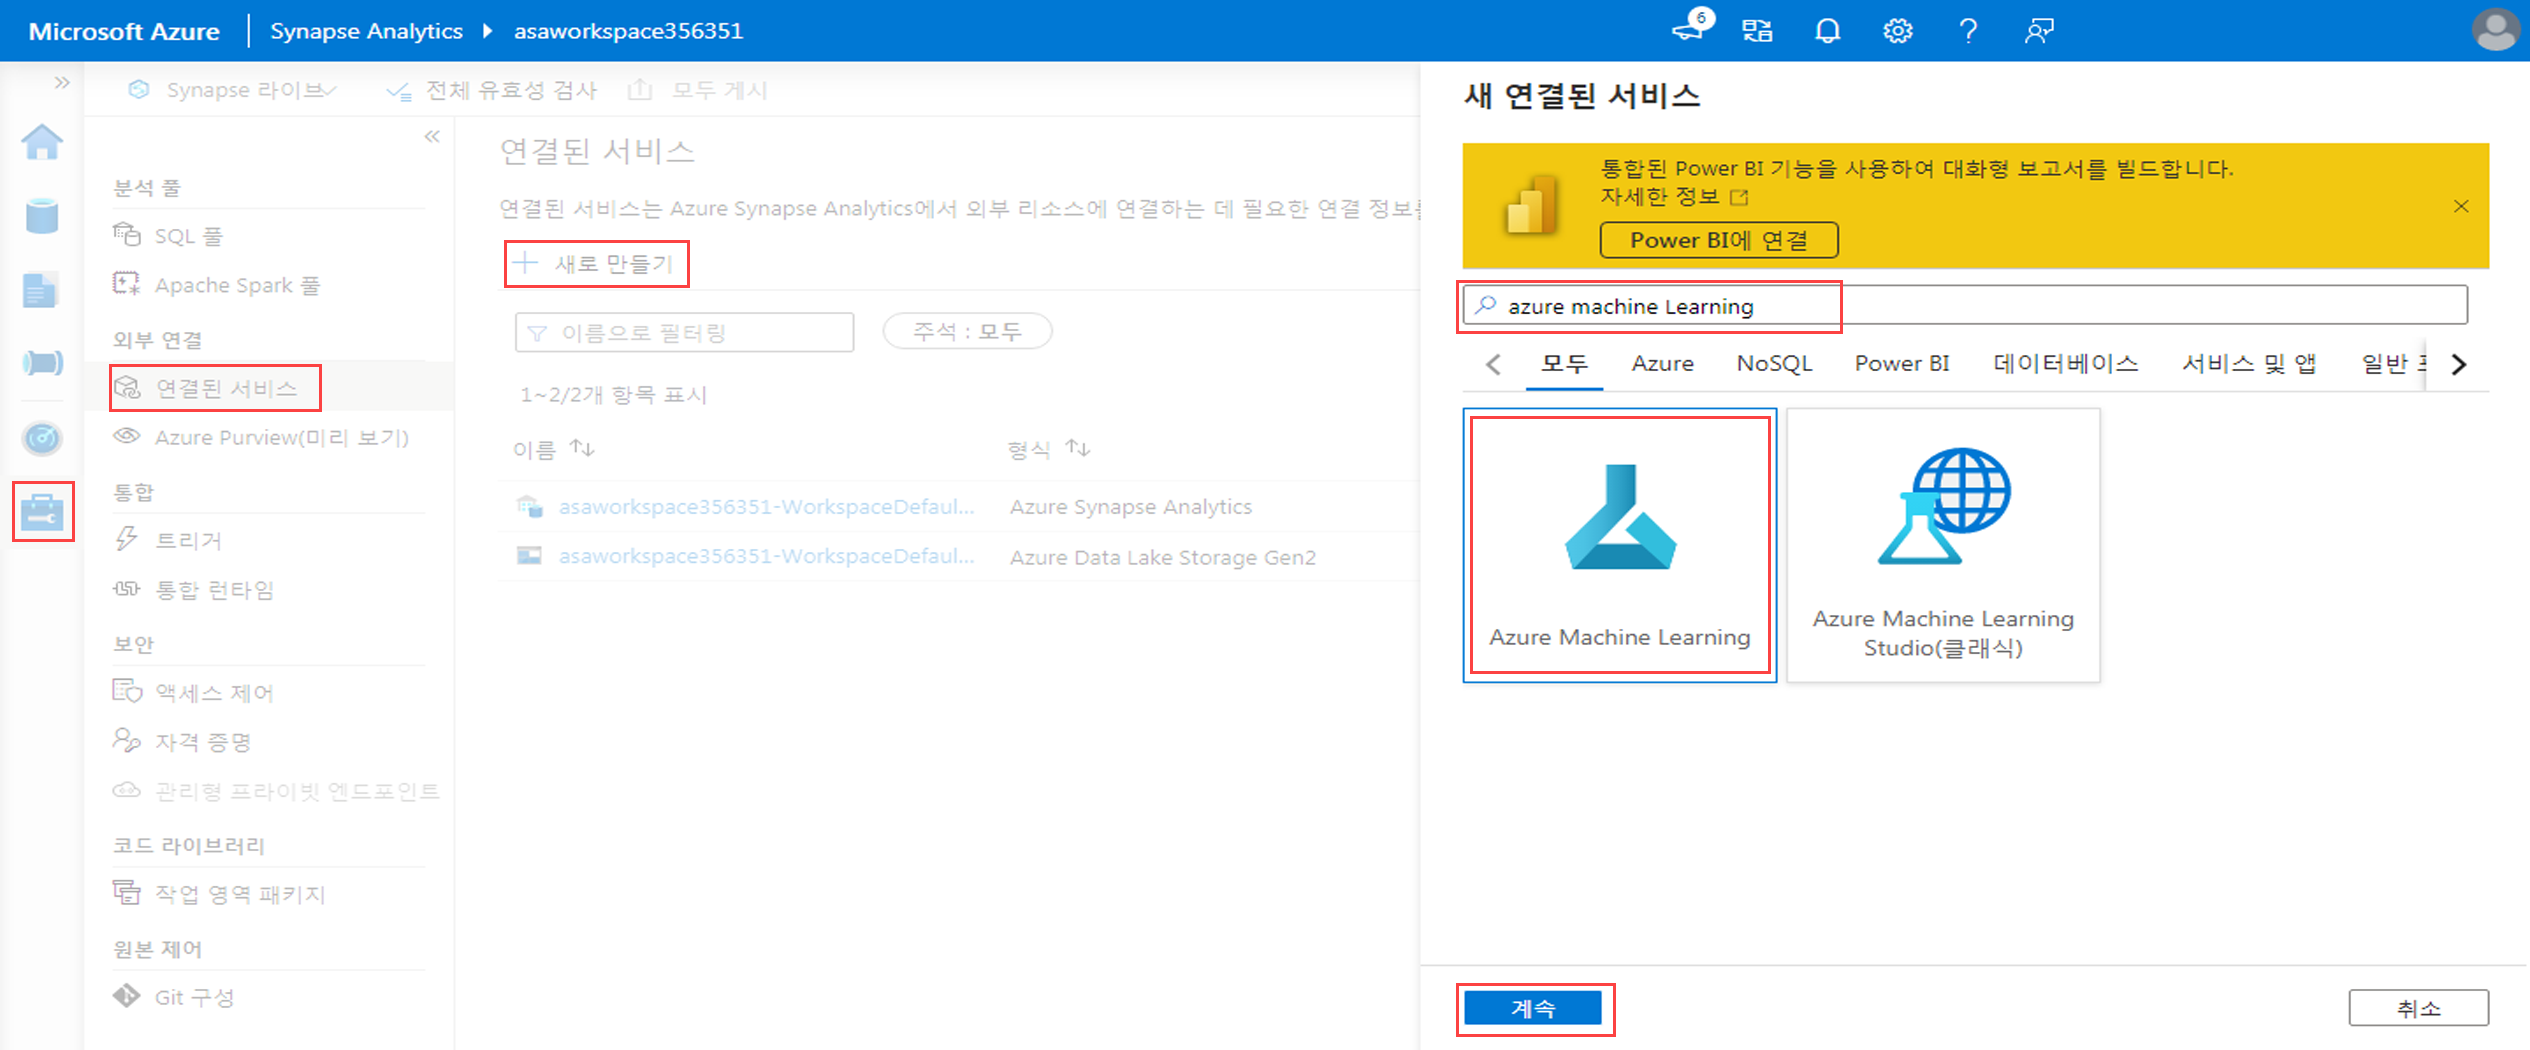 Microsoft Azure
Synapse Analytics
asaworkspace356351
6
Synapse 라이브
전체 유효성 검사
모두 게시
분석 풀
SQL 풀
Apache Spark 풀
외부 연결
연결된 서비스
Azure Purview(미리 보기)
통합
트리거
통합 런타임
보안
액세스 제어
자격 증명
관리형 프라이빗 엔드포인트
코드 라이브러리
작업 영역 패키지
원본 제어
Git 구성
연결된 서비스
연결된 서비스는 Azure Synapse Analytics에서 외부 리소스에 연결하는 데 필요한 연결 정보를
새로 만들기
이름으로 필터링
주석 : 모두
1~2/2개 항목 표시
이름 형식
asaworkspace356351-WorkspaceDefaul... Azure Synapse Analytics
asaworkspace356351-WorkspaceDefaul... Azure Data Lake Storage Gen2
새 연결된 서비스
통합된 Power BI 기능을 사용하여 대화형 보고서를 빌드합니다.
자세한 정보
Power BI에 연결
azure machine Learning
모두 Azure NoSQL Power BI 데이터베이스 서비스 및 앱 일반
Azure Machine Learning
Azure Machine Learning
Studio(클래식)
계속
취소